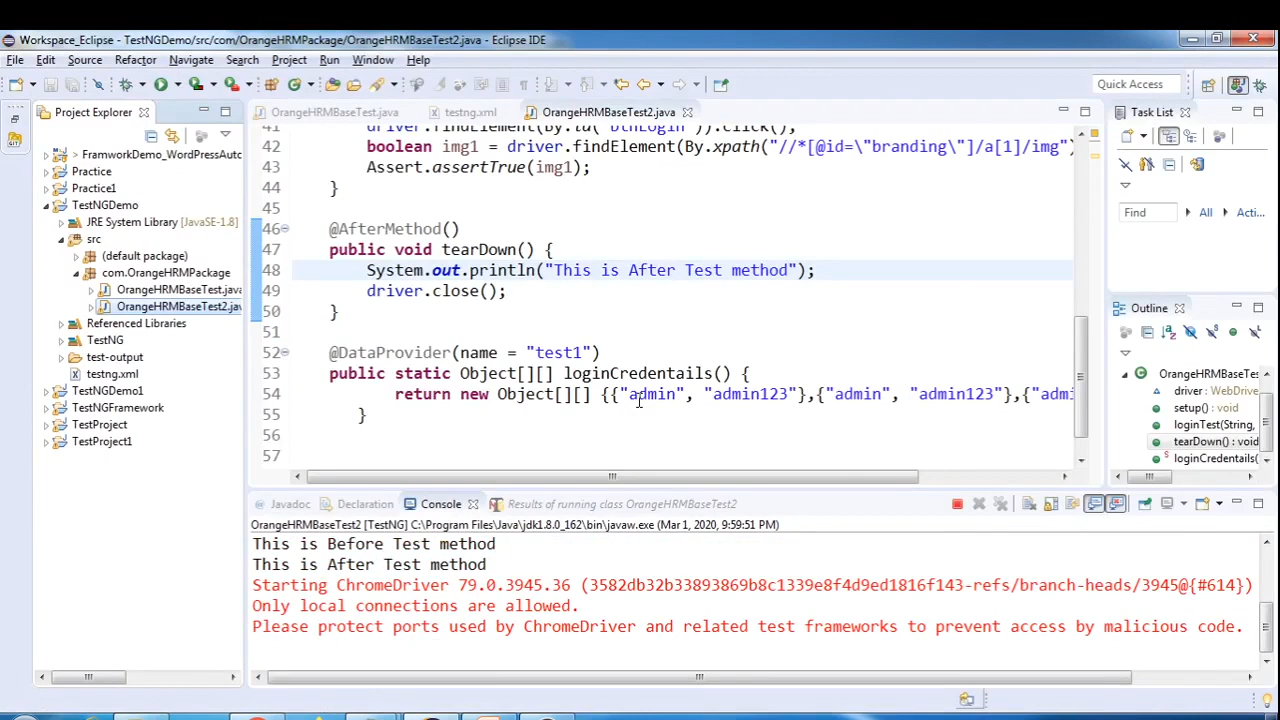 Workspace_Eclipse - TestNGDemo/src/com/OrangeHRMPackage/OrangeHRMBaseTest2.java - Eclipse IDE
File Edit Source Refactor Navigate Search Project Run Window Help
Quick Access
Project Explorer
OrangeHRMBaseTest.java testng.xml OrangeHRMBaseTest2.java
Task List
> FramworkDemo_WordPressAuto
Practice
Practice1
TestNGDemo
JRE System Library [JavaSE-1.8]
src
(default package)
com.OrangeHRMPackage
OrangeHRMBaseTest.java
OrangeHRMBaseTest2.jav
Referenced Libraries
TestNG
test-output
testng.xml
TestNGDemo1
TestNGFramework
TestProject
TestProject1
42 boolean img1 = driver.findElement(By.xpath("//*[@id=\"branding\"]/a[1]/img")
43 Assert.assertTrue(img1);
44 }
45
46 @AfterMethod()
47 public void tearDown() {
48 System.out.println("This is After Test method");
49 driver.close();
50 }
51
52 @DataProvider(name = "test1")
53 public static Object[][] loginCredentails() {
54 return new Object[][] {{"admin", "admin123"},{"admin", "admin123"},{"admi
55 }
56
57
Find All Acti...
Outline
OrangeHRMBaseTest
driver : WebDrive
setup() : void
loginTest(String,
tearDown() : void
loginCredentails(
Javadoc Declaration Console Results of running class OrangeHRMBaseTest2
OrangeHRMBaseTest2 [TestNG] C:\Program Files\Java\jdk1.8.0_162\bin\javaw.exe (Mar 1, 2020, 9:59:51 PM)
This is Before Test method
This is After Test method
Starting ChromeDriver 79.0.3945.36 (3582db32b33893869b8c1339e8f4d9ed1816f143-refs/branch-heads/3945@{#614})
Only local connections are allowed.
Please protect ports used by ChromeDriver and related test frameworks to prevent access by malicious code.